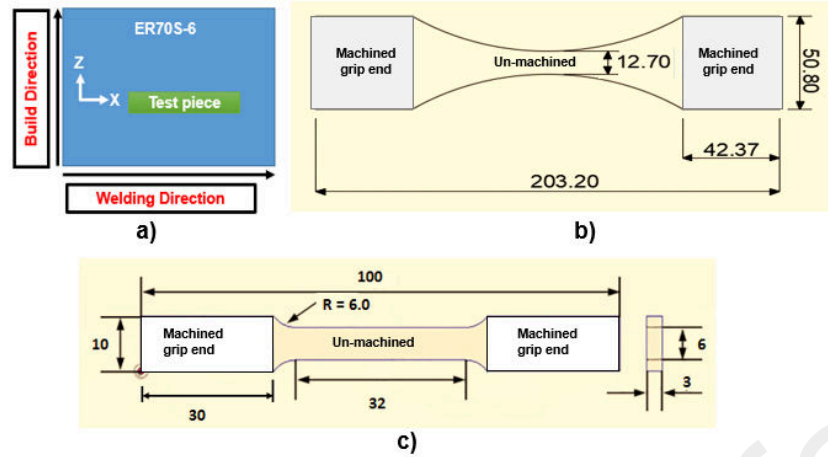 ER70S-6
Build Direction
Z
X
Test piece
Welding Direction
a)
Machined
grip end
Un-machined
12.70
Machined
grip end
50.80
42.37
203.20
b)
100
R = 6.0
10
Machined
grip end
Un-machined
Machined
grip end
6
30
32
3
c)